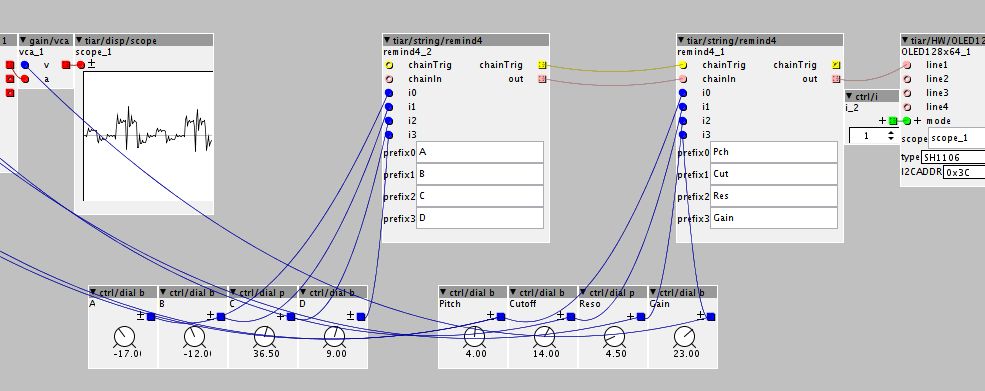 1
gain/vca
vca_1
v
a
tiar/disp/scope
scope_1
tiar/string/remind4
remind4_2
chainTrig chainTrig
chainIn out
i0
i1
i2
i3
prefix0 A
prefix1 B
prefix2 C
prefix3 D
tiar/string/remind4
remind4_1
chainTrig chainTrig
chainIn out
i0
i1
i2
i3
prefix0 Pch
prefix1 Cut
prefix2 Res
prefix3 Gain
ctrl/i
i_2
1
tiar/HW/OLED12
OLED128x64_1
line1
line2
line3
line4
mode
scope scope_1
type SH1106
I2CADDR 0x3C
ctrl/dial b
A
-17.00
ctrl/dial b
B
-12.00
ctrl/dial p
C
36.50
ctrl/dial b
D
9.00
ctrl/dial b
Pitch
4.00
ctrl/dial b
Cutoff
14.00
ctrl/dial p
Reso
4.50
ctrl/dial b
Gain
23.00